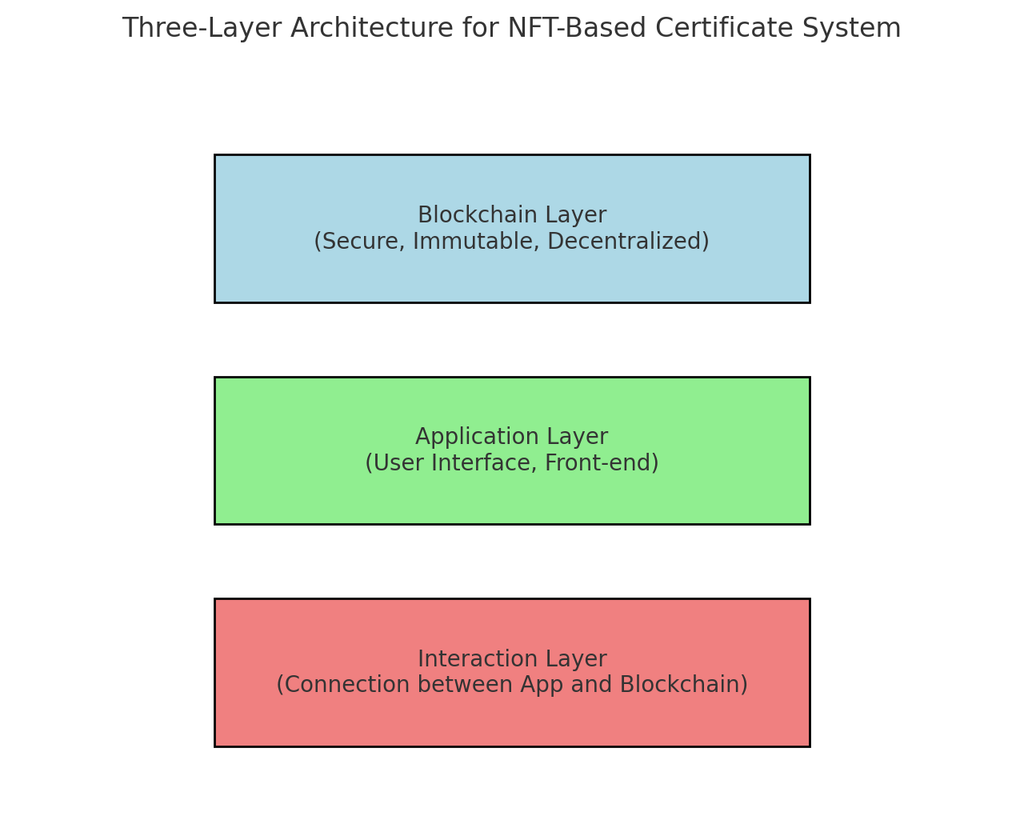 Three-Layer Architecture for NFT-Based Certificate System
Blockchain Layer
(Secure, Immutable, Decentralized)
Application Layer
(User Interface, Front-end)
Interaction Layer
(Connection between App and Blockchain)